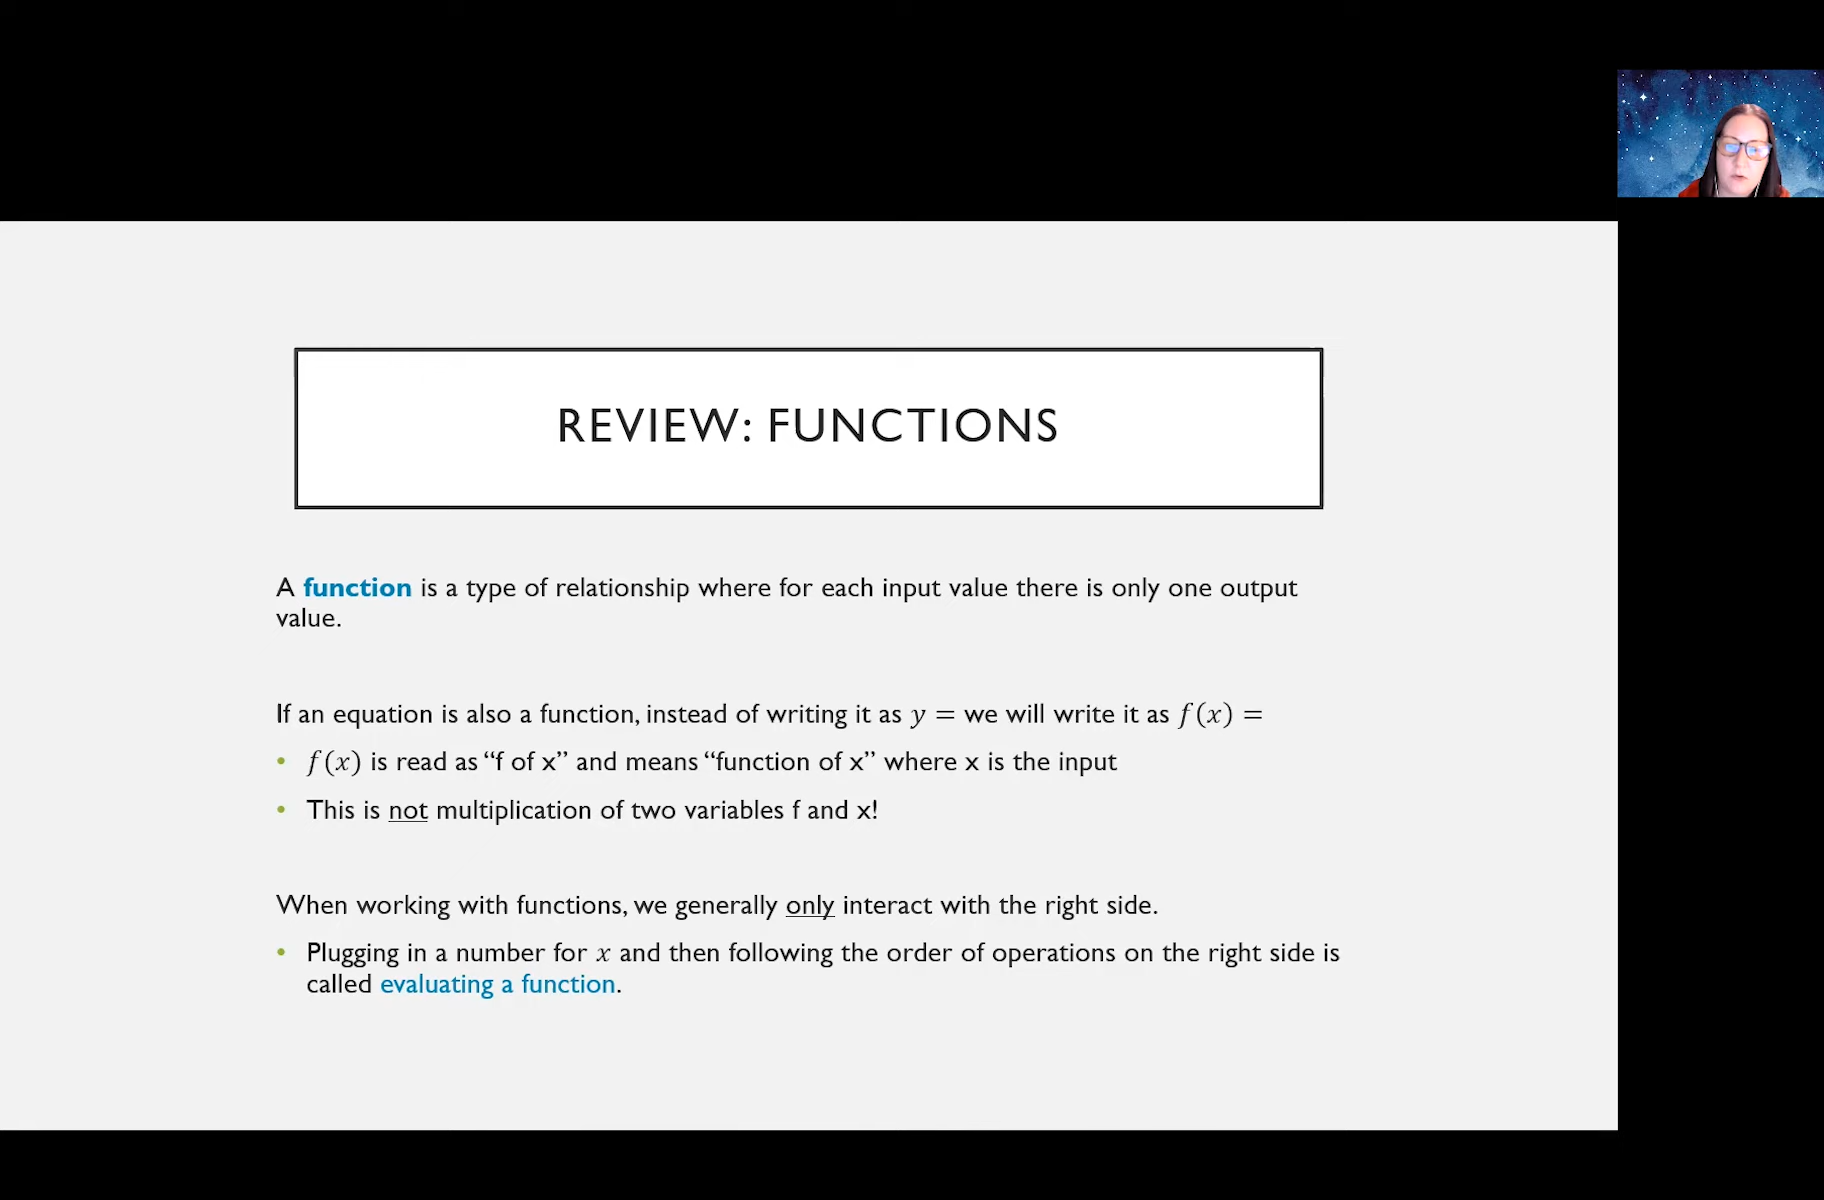 REVIEW: FUNCTIONS
A function is a type of relationship where for each input value there is only one output
value.
If an equation is also a function, instead of writing it as y = we will write it as f(x) =
• f(x) is read as “f of x” and means “function of x” where x is the input
• This is not multiplication of two variables f and x!
When working with functions, we generally only interact with the right side.
• Plugging in a number for x and then following the order of operations on the right side is
called evaluating a function.